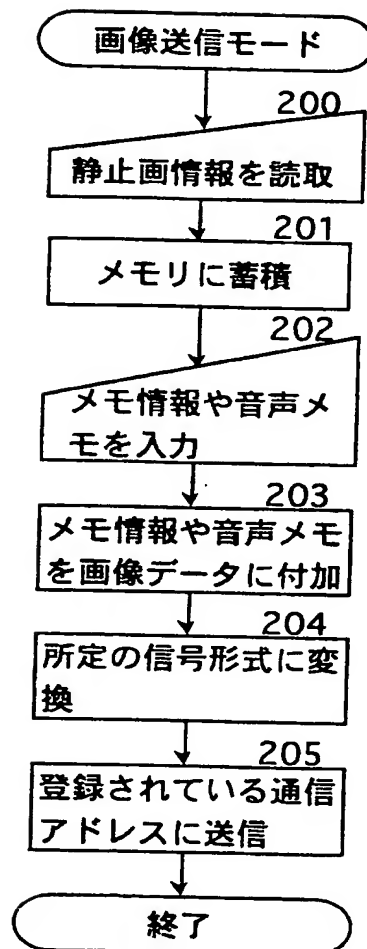 画像送信モード
200
静止画情報を読取
201
メモリに蓄積
202
メモ情報や音声メ
モを入力
203
メモ情報や音声メモ
を画像データに付加
204
所定の信号形式に変
換
205
登録されている通信
アドレスに送信
終了